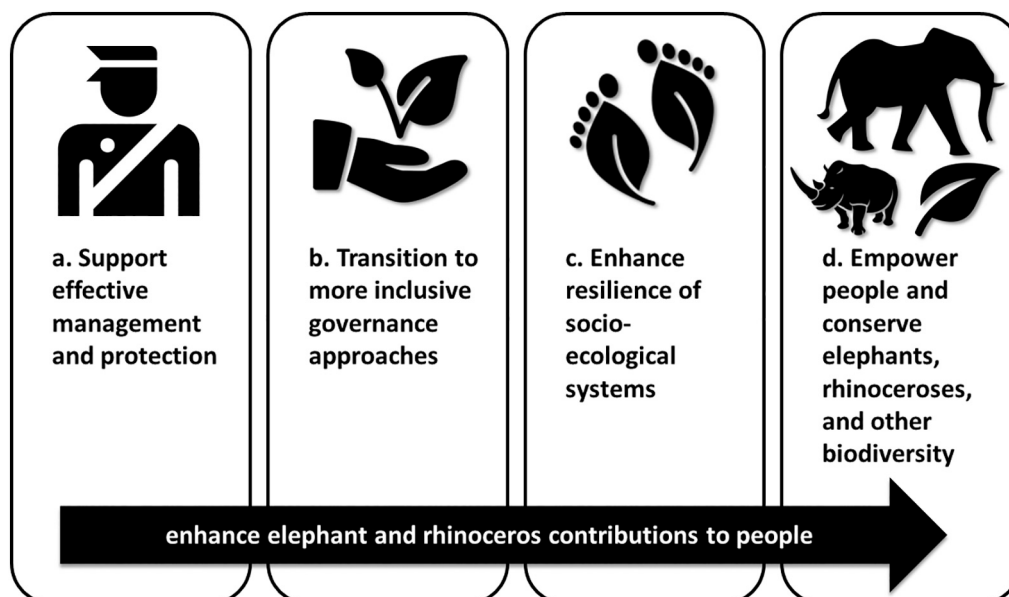 a. Support
effective
management
and protection
b. Transition to
more inclusive
governance
approaches
c. Enhance
resilience of
socio-
ecological
systems
d. Empower
people and
conserve
elephants,
rhinoceroses,
and other
biodiversity
enhance elephant and rhinoceros contributions to people